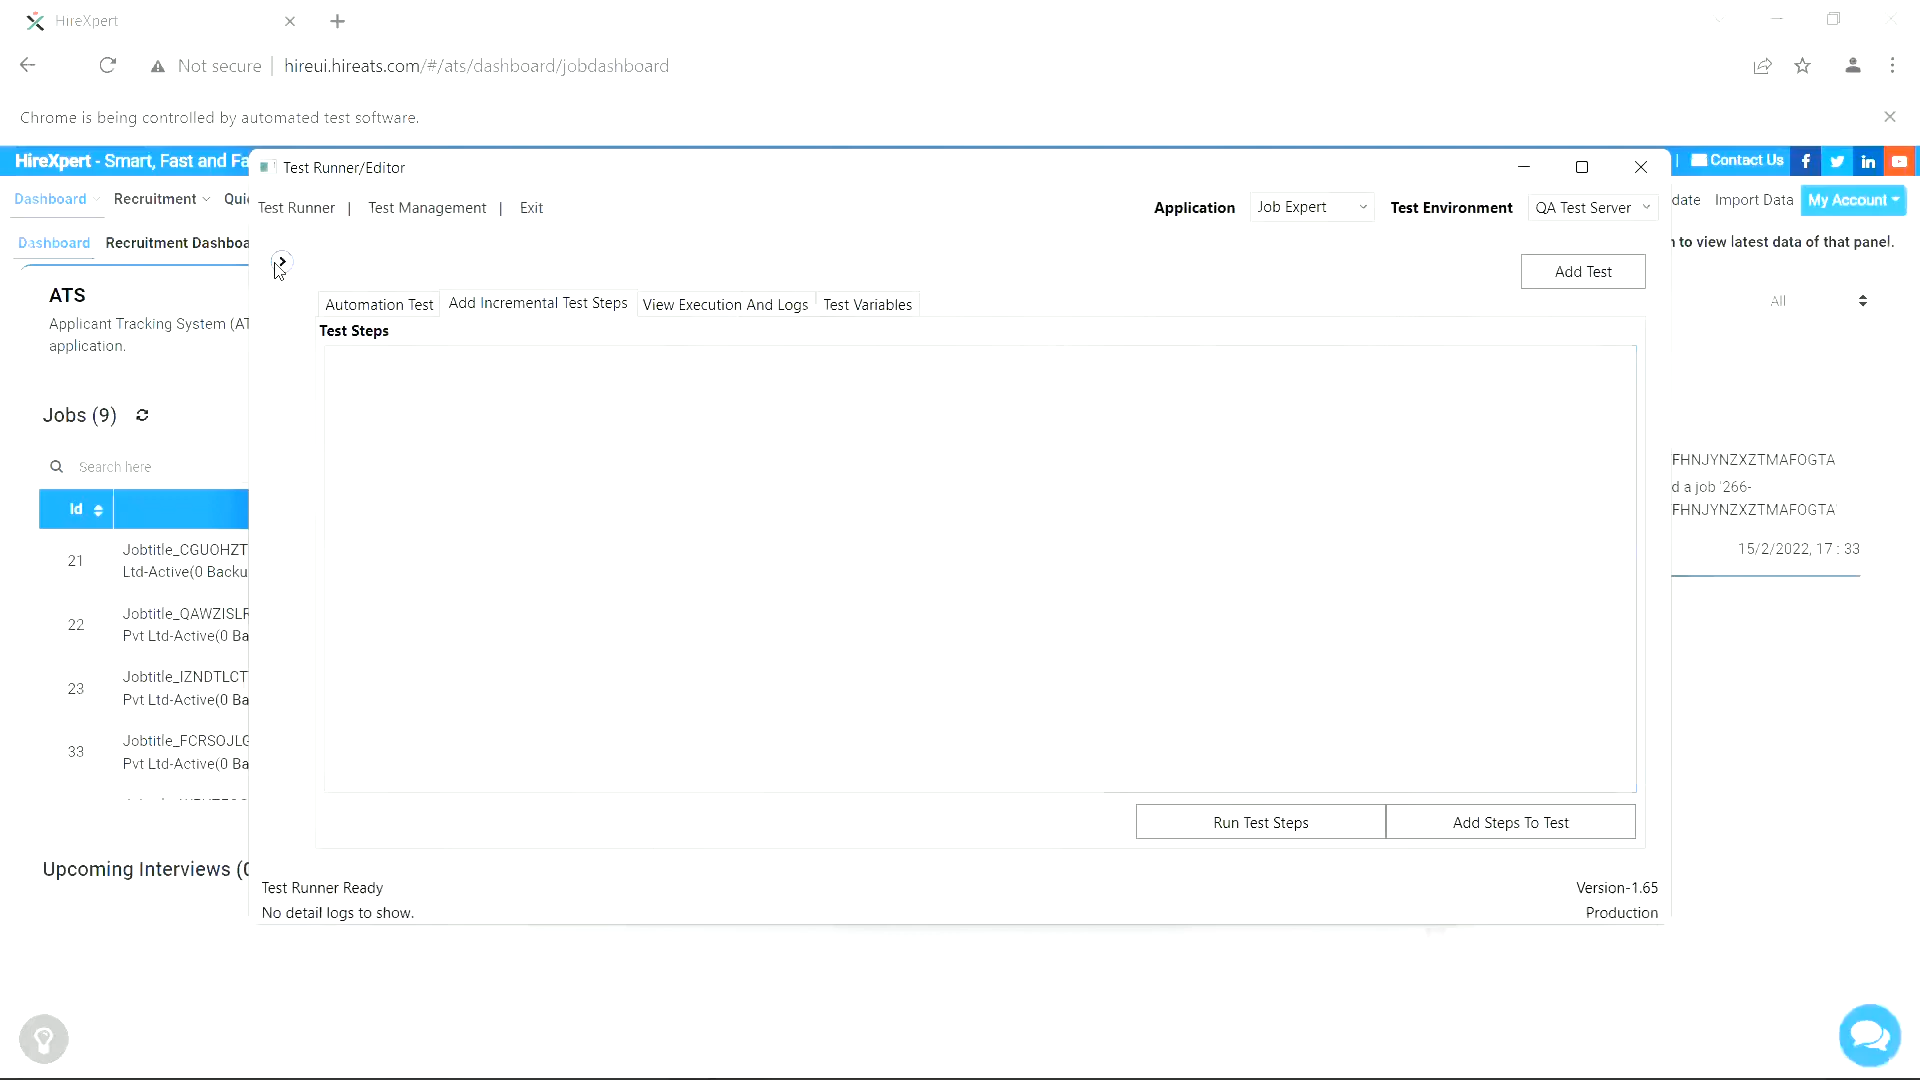 HireXpert
Not secure | hireui.hireats.com/#/ats/dashboard/jobdashboard
Chrome is being controlled by automated test software.
HireXpert - Smart, Fast and Fa
| Contact Us
Test Runner/Editor
Dashboard Recruitment Quic
date Import Data My Account
Test Runner | Test Management | Exit
Application Job Expert Test Environment QA Test Server
Dashboard Recruitment Dashboa
to view latest data of that panel.
Add Test
ATS
Applicant Tracking System (AT
application.
All
Automation Test Add Incremental Test Steps View Execution And Logs Test Variables
Test Steps
Jobs (9)
Search here
Id
21 Jobtitle_CGUOHZT
Ltd-Active(0 Backu
22 Jobtitle_QAWZISLF
Pvt Ltd-Active(0 Ba
23 Jobtitle_IZNDTLCT
Pvt Ltd-Active(0 Ba
33 Jobtitle_FCRSOJLG
Pvt Ltd-Active(0 Ba
FHNJYNZXZTMAFOGTA
d a job '266-
FHNJYNZXZTMAFOGTA'
15/2/2022, 17 : 33
Run Test Steps Add Steps To Test
Upcoming Interviews (0
Test Runner Ready
No detail logs to show.
Version-1.65
Production